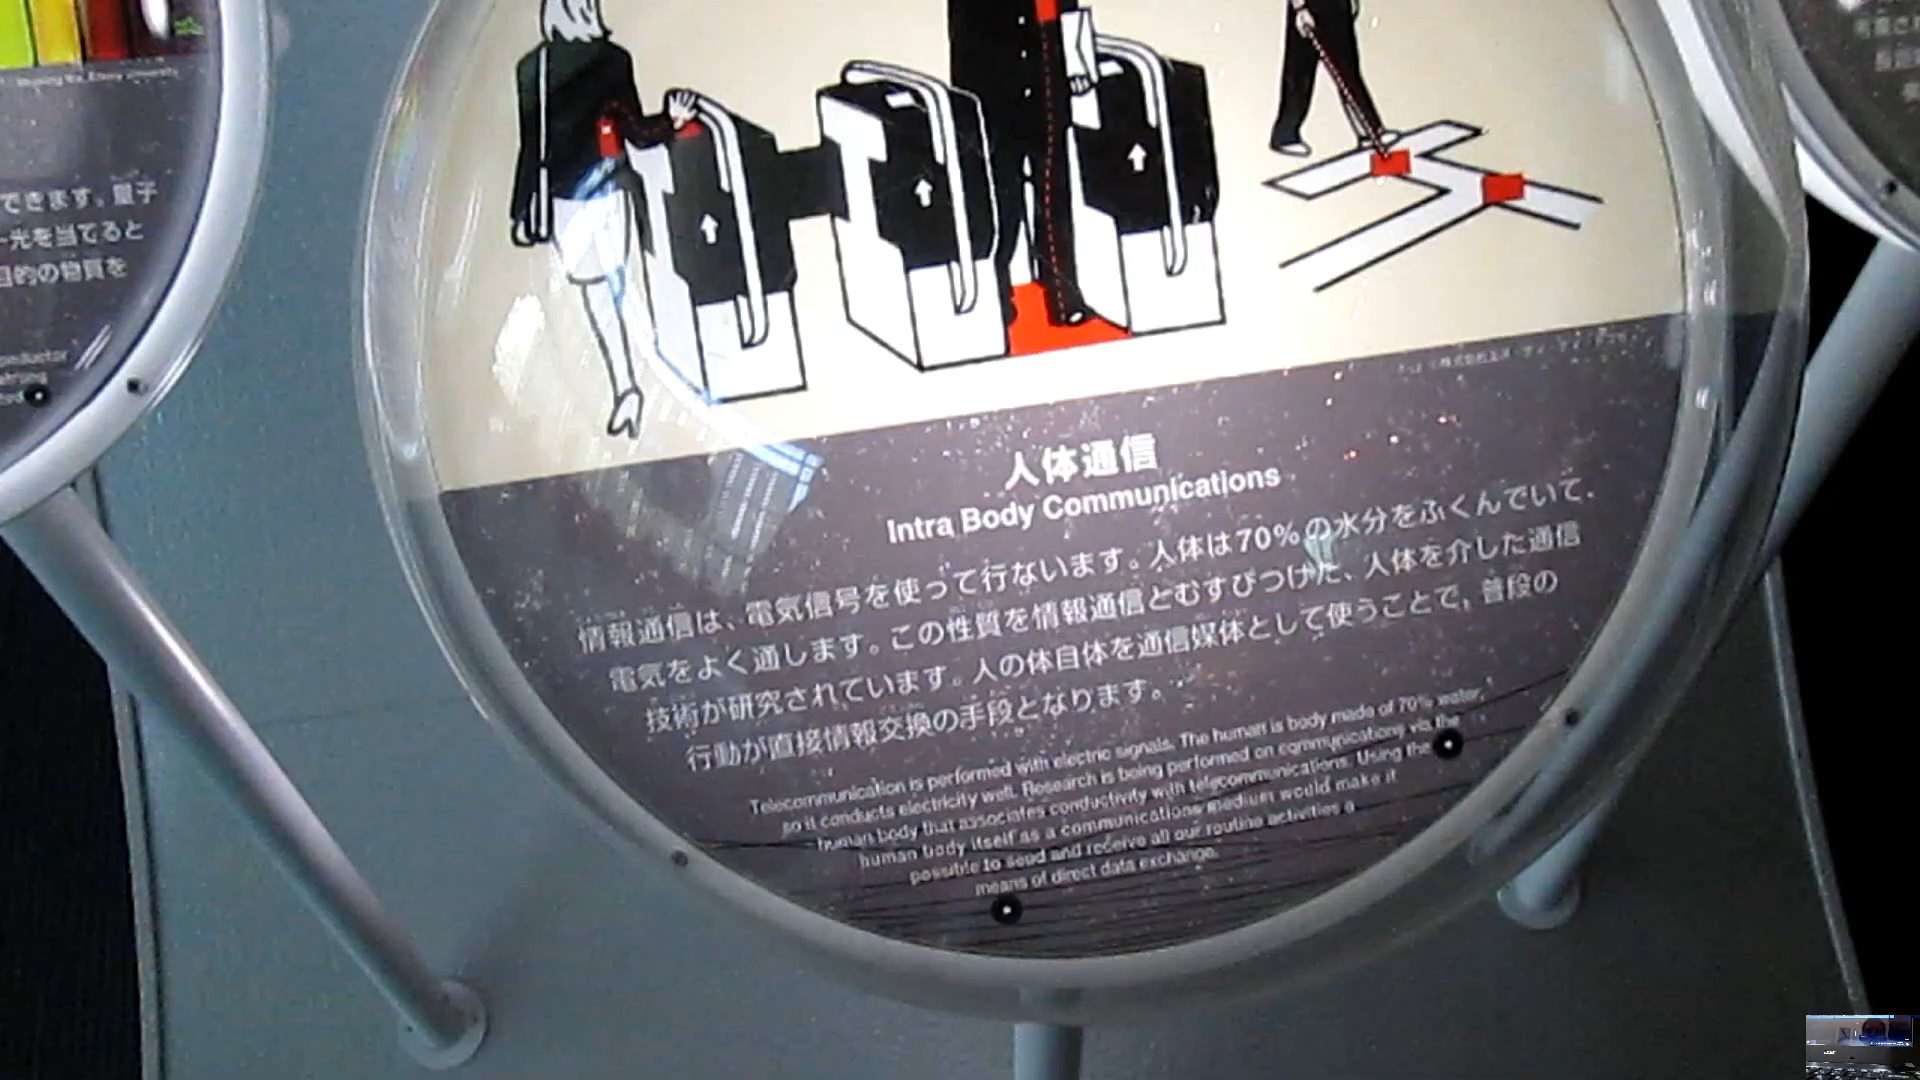 できます。量子
光を当てると
目的の物質を
人体通信
Intra Body Communications
情報通信は、電気信号を使って行ないます。人体は70%の水分をふくんでいて、
電気をよく通します。この性質を情報通信とむすびつけた、人体を介した通信
技術が研究されています。人の体自体を通信媒体として使うことで、普段の
行動が直接情報交換の手段となります。
Telecommunication is performed with electric signals. The human is body made of 70% water,
so it conducts electricity well. Research is being performed on communicationg via the
human body that associates conductivity with telecommunications. Using the
human body itself as a communications medium would make it
possible to send and receive all our routine activities a
means of direct data exchange.